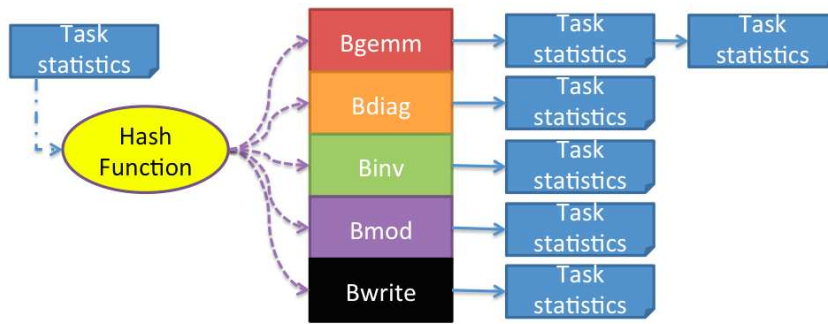 Task
statistics
Hash
Function
Bgemm
Task
statistics
Task
statistics
Bdiag
Task
statistics
Binv
Task
statistics
Bmod
Task
statistics
Bwrite
Task
statistics